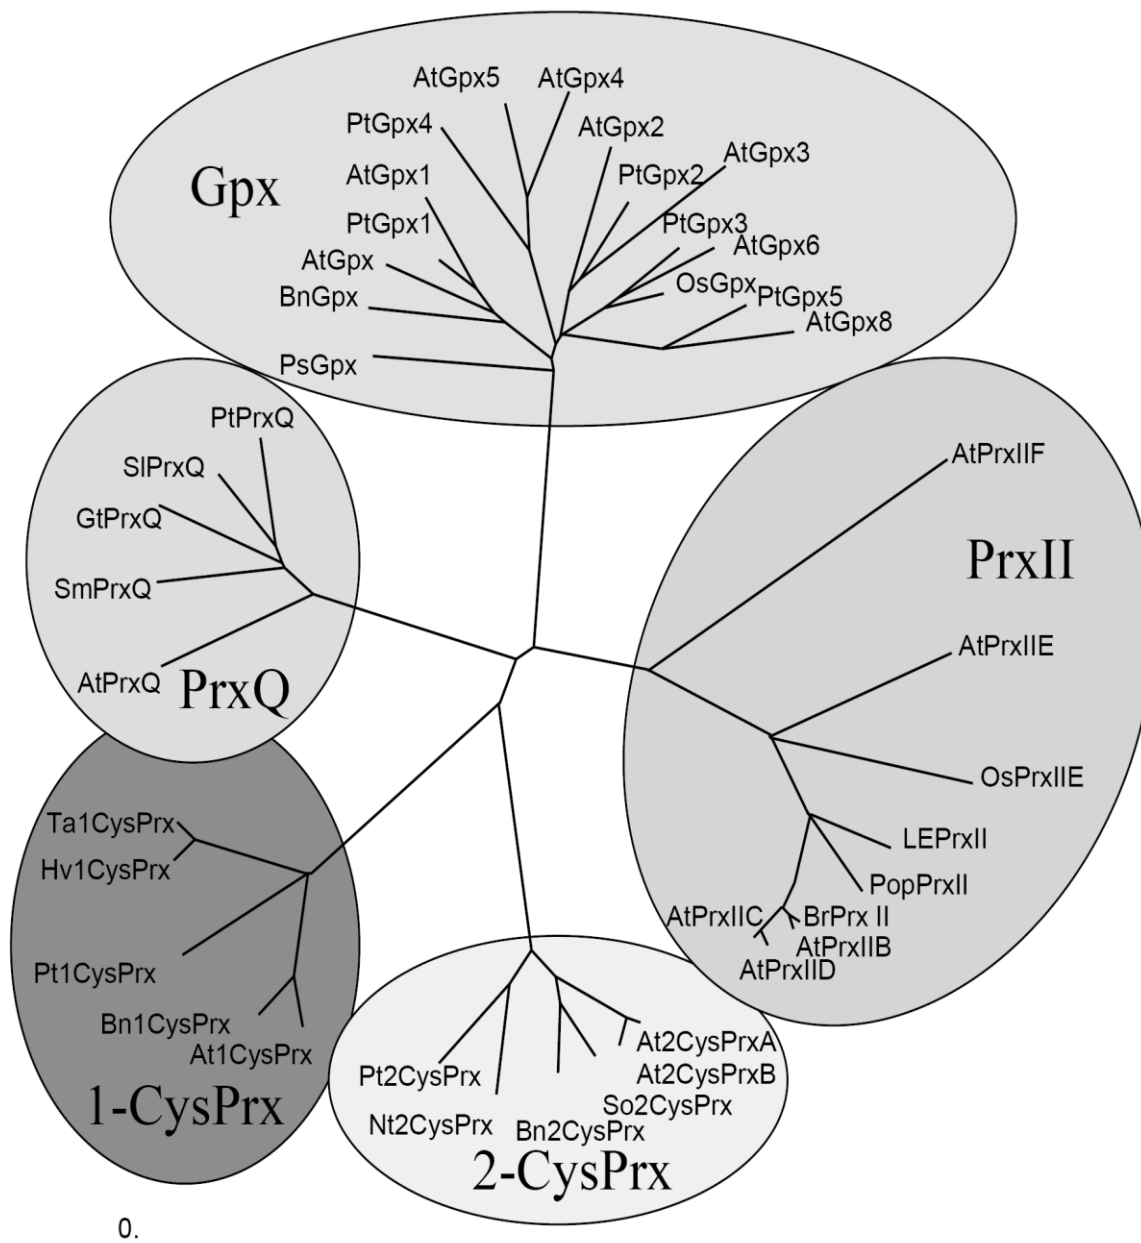 AtGpx5
AtGpx4
PtGpx4
AtGpx2
AtGpx3
AtGpx1
PtGpx2
Gpx
PtGpx1
PtGpx3
AtGpx6
AtGpx
OsGpx
BnGpx
PtGpx5
AtGpx8
PsGpx
PtPrxQ
SlPrxQ
GtPrxQ
SmPrxQ
AtPrxQ
PrxQ
AtPrxIIF
PrxII
AtPrxIIE
OsPrxIIE
LEPrxII
PopPrxII
AtPrxIIC
BrPrx II
AtPrxIIB
AtPrxIID
Ta1CysPrx
Hv1CysPrx
Pt1CysPrx
Bn1CysPrx
At1CysPrx
1-CysPrx
At2CysPrxA
Pt2CysPrx
At2CysPrxB
So2CysPrx
Nt2CysPrx
Bn2CysPrx
2-CysPrx
0.